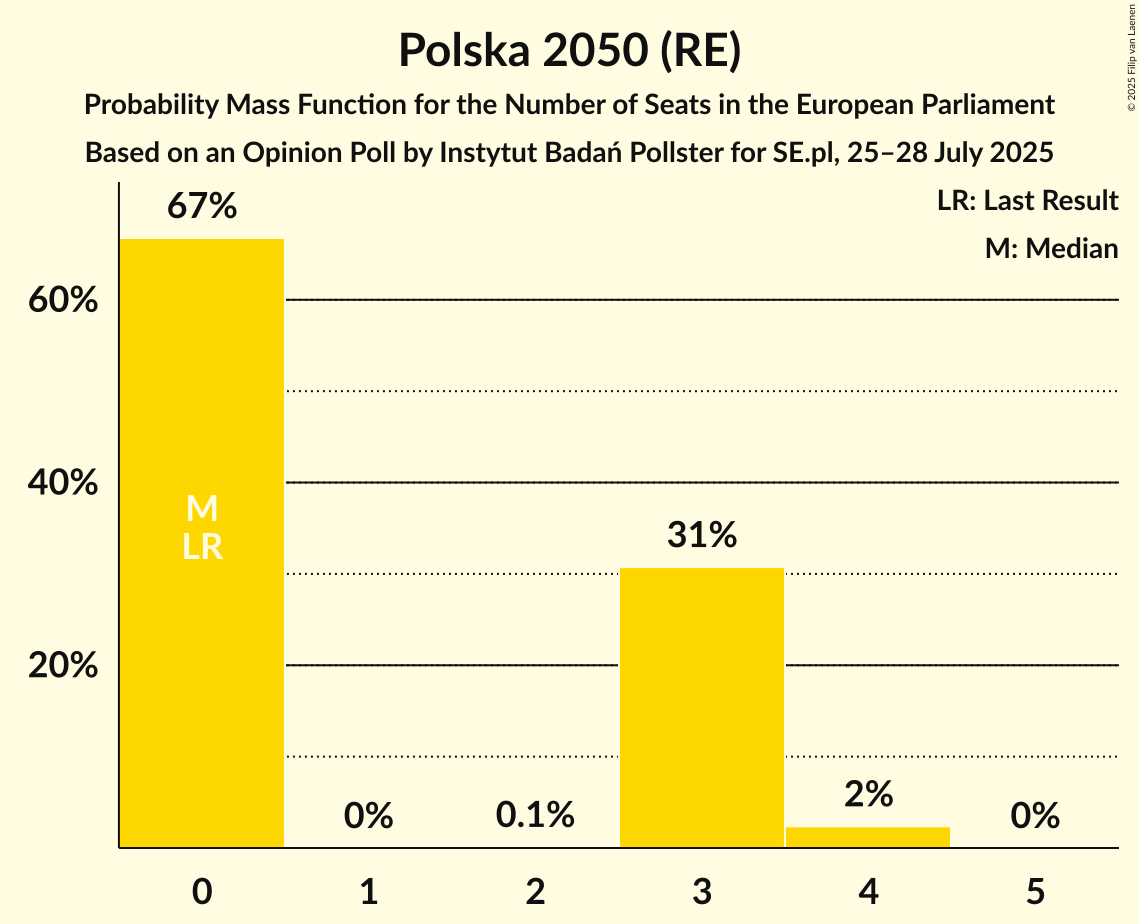 Polska 2050 (RE)
Probability Mass Function for the Number of Seats in the European Parliament
Based on an Opinion Poll by Instytut Badań Pollster for SE.pl, 25–28 July 2025
© 2025 Filip van Laenen
LR: Last Result
M: Median
67%
60%
40%
20%
M
LR
0%
0.1%
31%
2%
0%
0 1 2 3 4 5